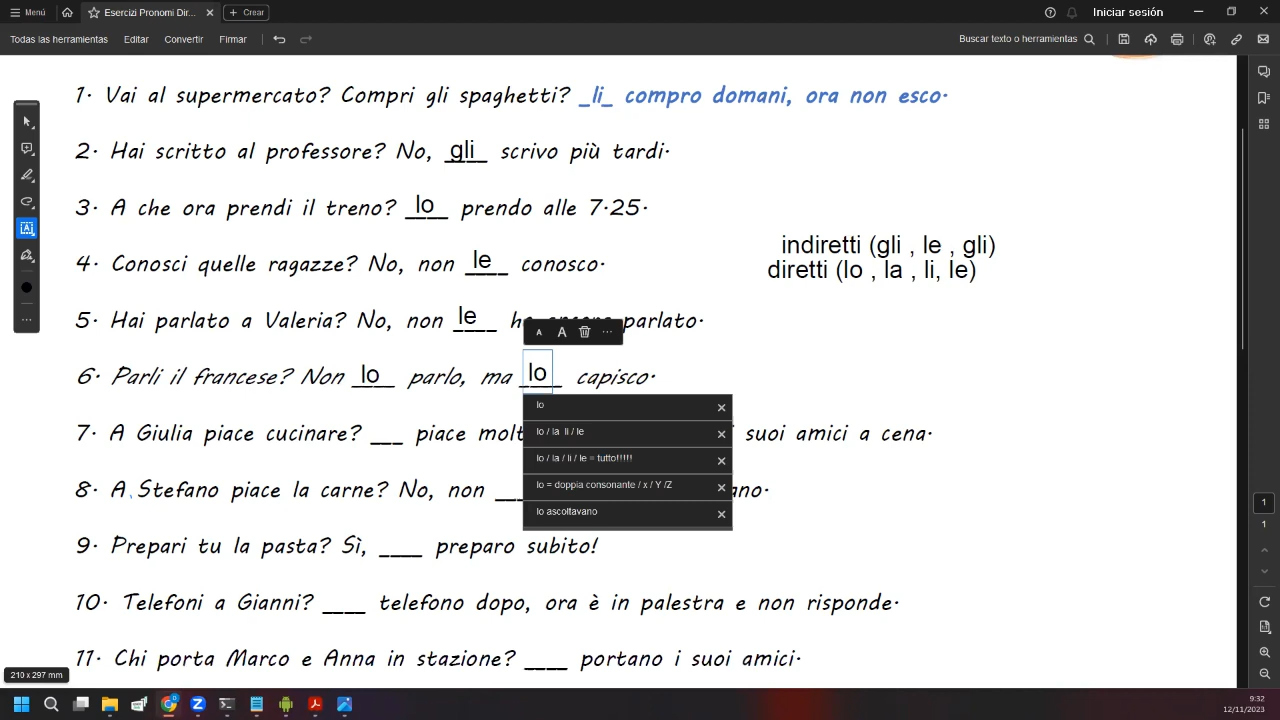 Menú
Esercizi Pronomi Dir...
Crear
Iniciar sesión
Todas las herramientas
Editar
Convertir
Firmar
Buscar texto o herramientas
1. Vai al supermercato? Compri gli spaghetti? _li_ compro domani, ora non esco.
2. Hai scritto al professore? No, gli scrivo più tardi.
3. A che ora prendi il treno? lo prendo alle 7.25.
indiretti (gli , le , gli)
diretti (lo , la , li, le)
4. Conosci quelle ragazze? No, non le conosco.
5. Hai parlato a Valeria? No, non le parlato.
A A ...
6. Parli il francese? Non lo parlo, ma lo capisco.
lo
lo / la li / le
lo / la / li / le = tutto!!!!!
lo = doppia consonante / x / Y /Z
lo ascoltavano
7. A Giulia piace cucinare? ___ piace suoi amici a cena.
8. A Stefano piace la carne? No, non ___
9. Prepari tu la pasta? Sì, ____ preparo subito!
10. Telefoni a Gianni? ____ telefono dopo, ora è in palestra e non risponde.
11. Chi porta Marco e Anna in stazione? ____ portano i suoi amici.
1
1
210 x 297 mm
9:32
12/11/2023